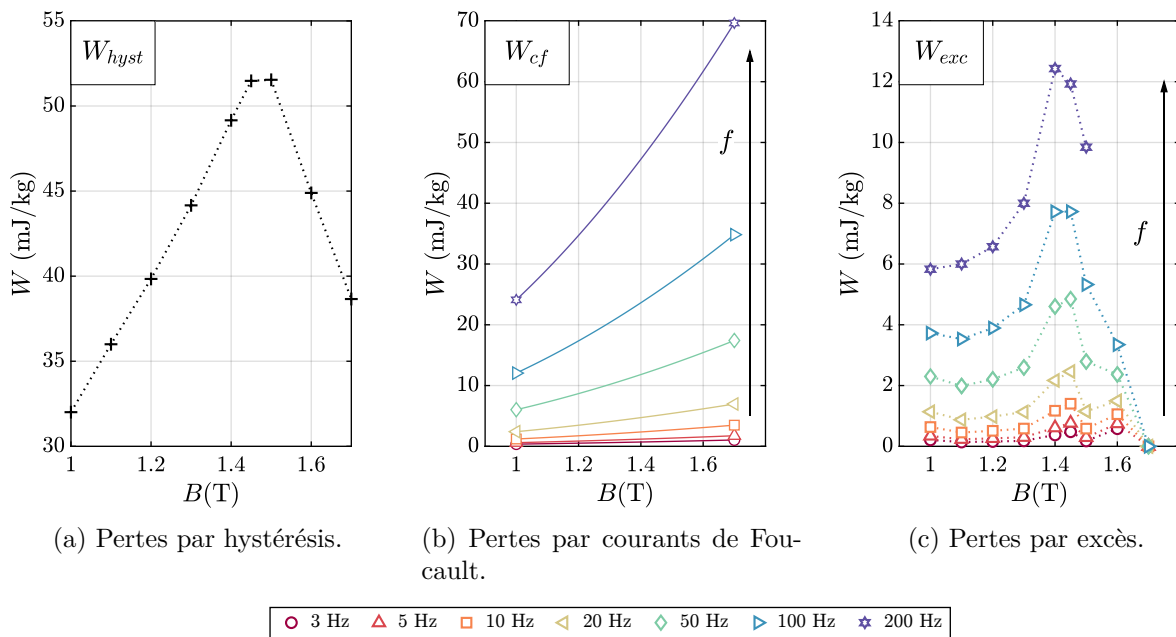 W_hyst
55
50
45
40
35
30
1 1.2 1.4 1.6
W (mJ/kg)
B(T)
(a) Pertes par hystérésis.
W_cf
70
60
50
40
30
20
10
0
1 1.2 1.4 1.6
W (mJ/kg)
B(T)
f
(b) Pertes par courants de Fou-
cault.
W_exc
14
12
10
8
6
4
2
0
1 1.2 1.4 1.6
W (mJ/kg)
B(T)
f
(c) Pertes par excès.
3 Hz 5 Hz 10 Hz 20 Hz 50 Hz 100 Hz 200 Hz